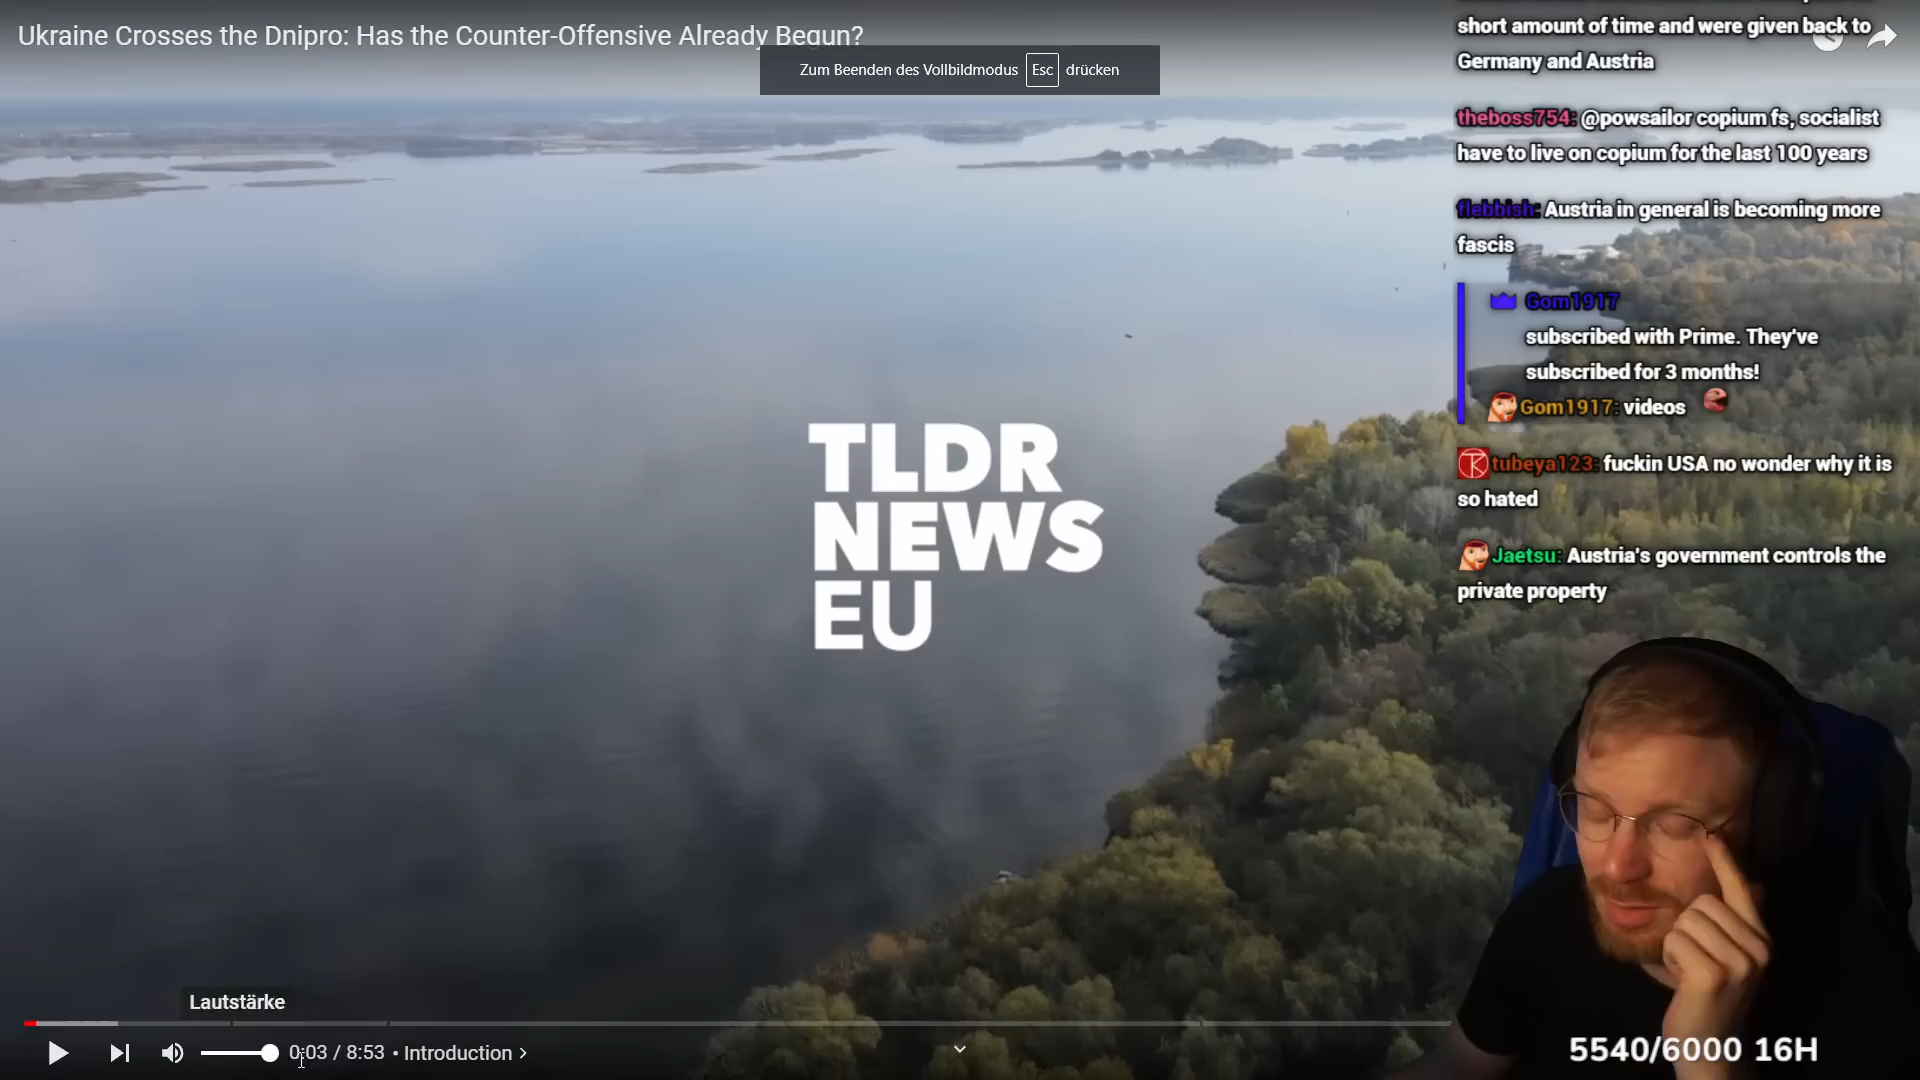 Ukraine Crosses the Dnipro: Has the Counter-Offensive Already Begun?
Zum Beenden des Vollbildmodus Esc drücken
short amount of time and were given back to
Germany and Austria
theboss754: @powsailor copium fs, socialist
have to live on copium for the last 100 years
flebbish: Austria in general is becoming more
fascis
Gom1917
subscribed with Prime. They've
subscribed for 3 months!
Gom1917: videos
tubeya123: fuckin USA no wonder why it is
so hated
Jaetsu: Austria's government controls the
private property
TLDR
NEWS
EU
Lautstärke
0:03 / 8:53 • Introduction
5540/6000 16H